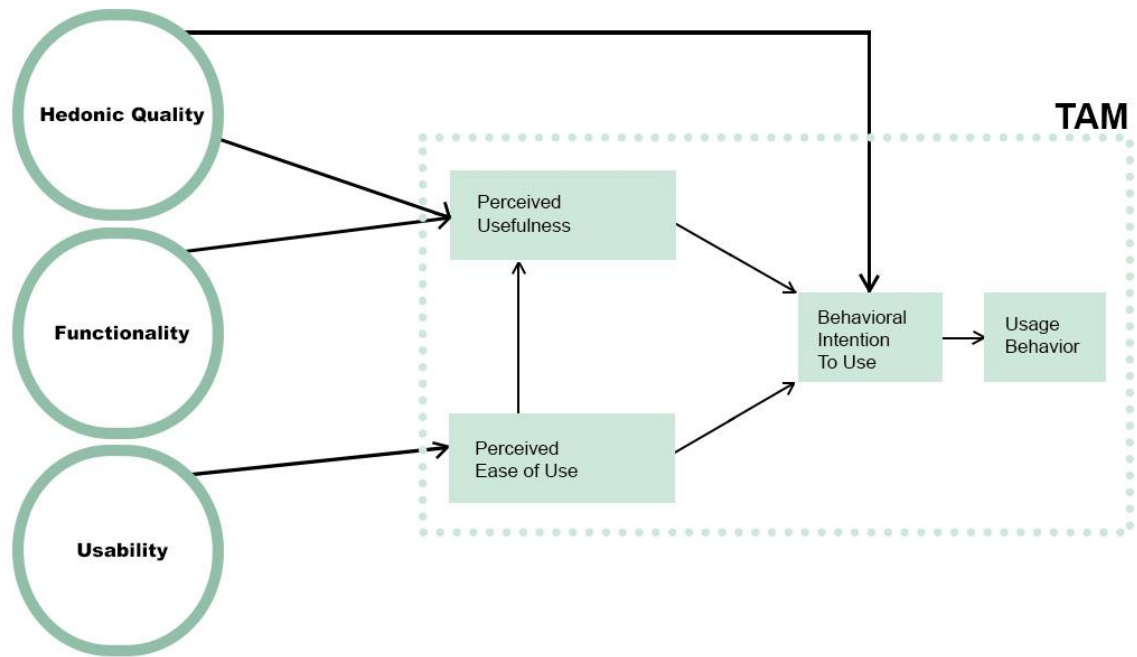 Hedonic Quality
TAM
Perceived
Usefulness
Functionality
Behavioral
Intention
To Use
Usage
Behavior
Perceived
Ease of Use
Usability